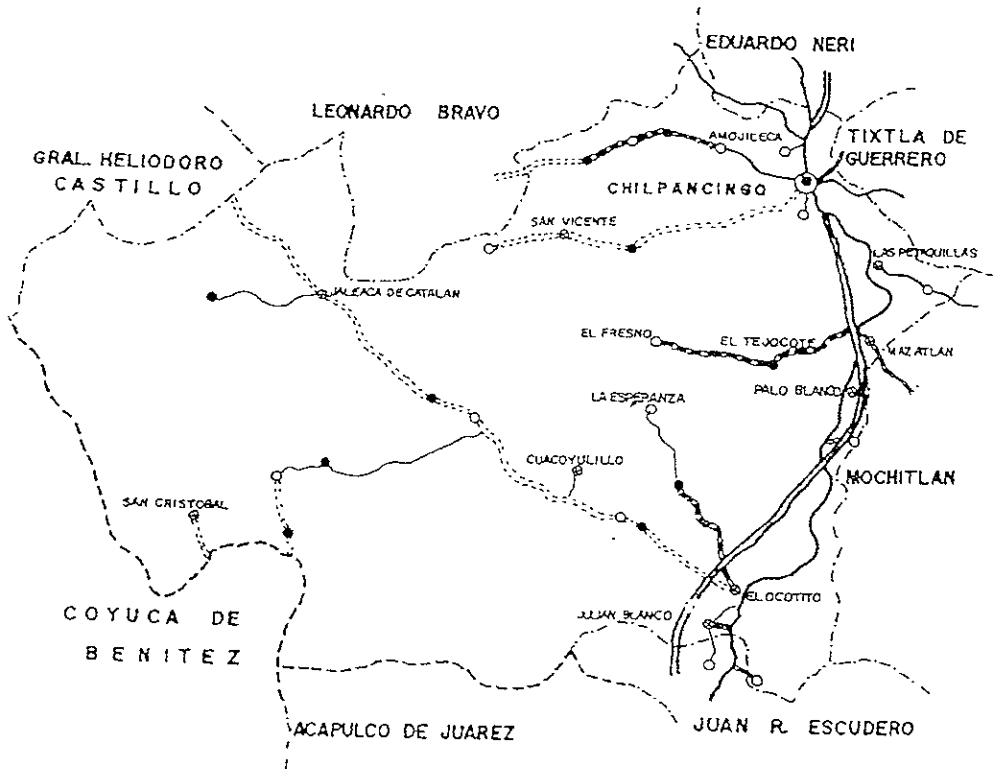 EDUARDO NERI
LEONARDO BRAVO
AMOJILECA
TIXTLA DE
GUERRERO
GRAL. HELIODORO
CASTILLO
CHILPANCINGO
SAN VICENTE
LAS PETAQUILLAS
JALEACA DE CATALAN
EL FRESNO
EL TEJOCOTE
MAZATLAN
PALO BLANCO
LA ESPERANZA
CUACOYULILLO
MOCHITLAN
SAN CRISTOBAL
EL OCOTITO
JULIAN BLANCO
COYUCA DE
BENITEZ
ACAPULCO DE JUAREZ
JUAN R. ESCUDERO